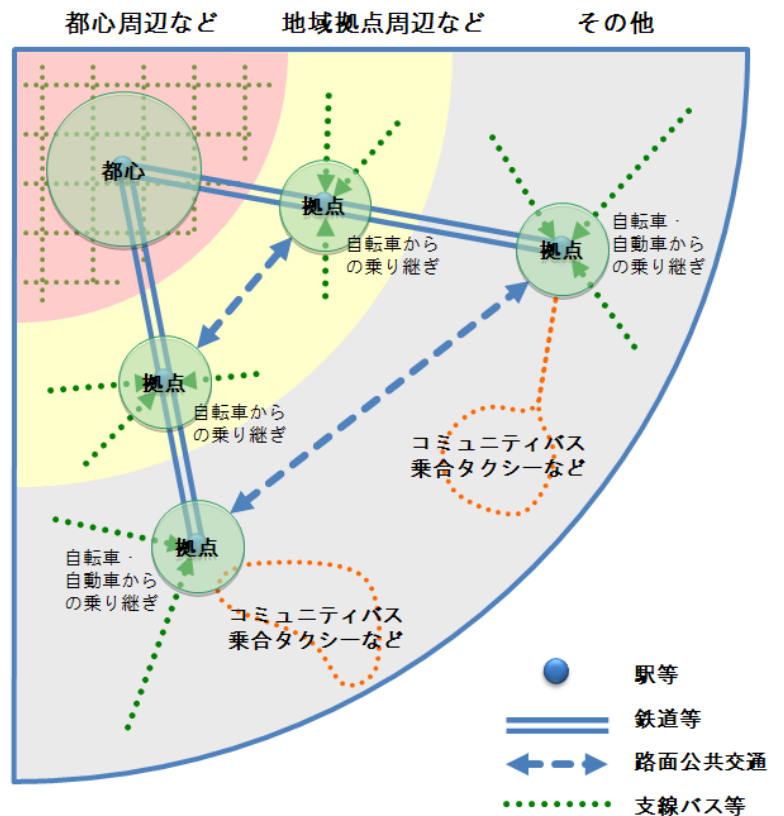 都心周辺など
地域拠点周辺など
その他
都心
拠点
自転車から
の乗り継ぎ
拠点
自転車・
自動車から
の乗り継ぎ
拠点
自転車から
の乗り継ぎ
コミュニティバス
乗合タクシーなど
拠点
自転車・
自動車から
の乗り継ぎ
コミュニティバス
乗合タクシーなど
駅等
鉄道等
路面公共交通
支線バス等